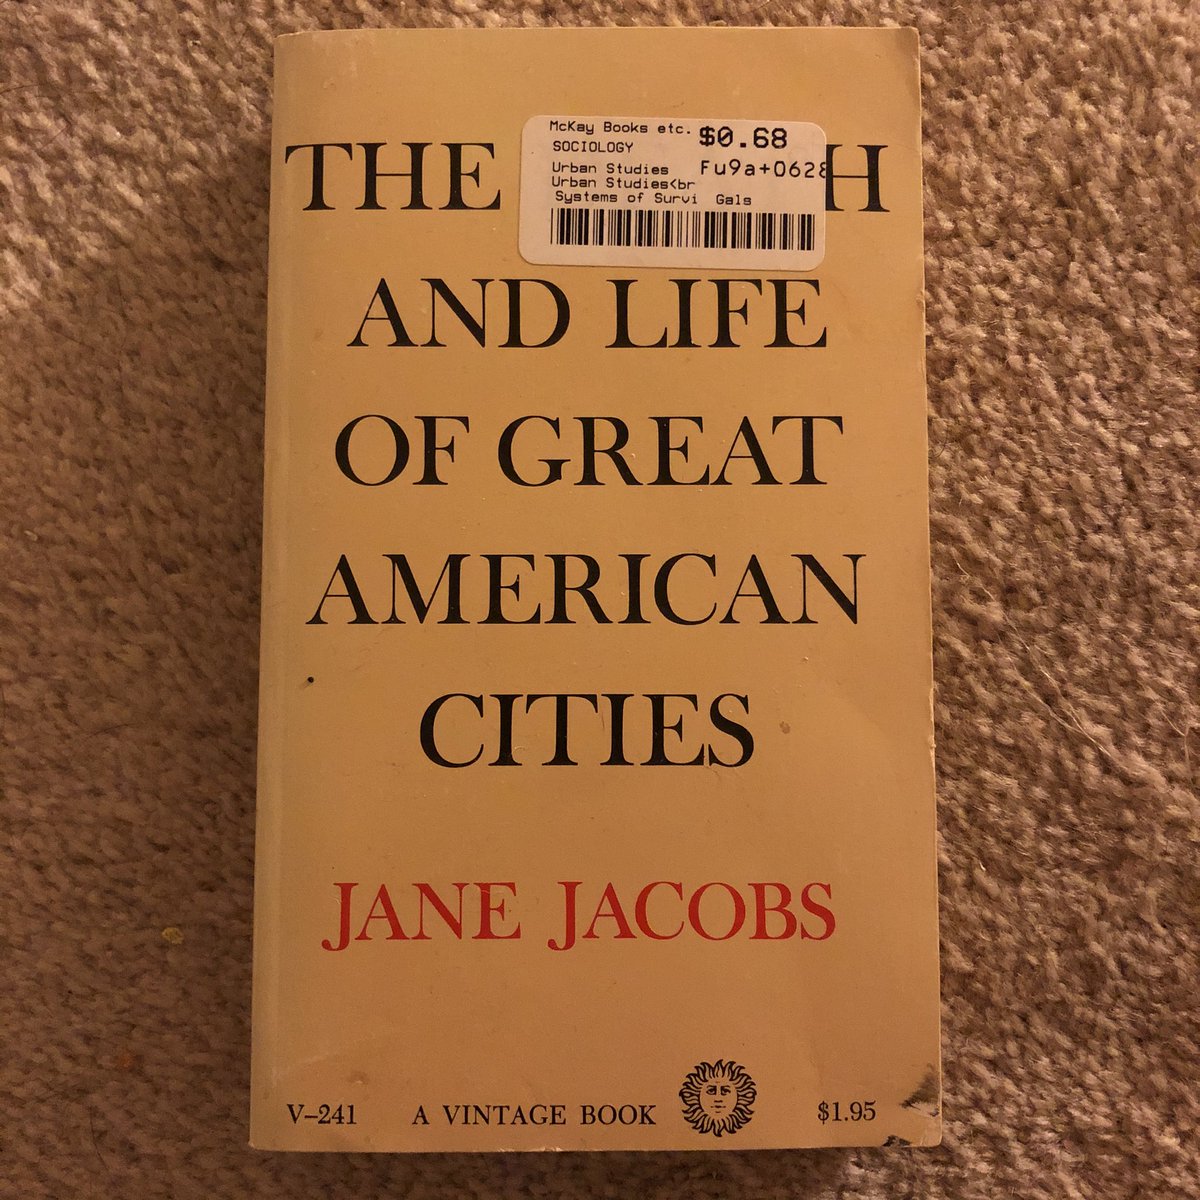 McKay Books etc. $0.68
SOCIOLOGY
Urban Studies Fu9a+0628
Urban Studies<br
Systems of Survi Gals
THE H
AND LIFE
OF GREAT
AMERICAN
CITIES
JANE JACOBS
V–241 A VINTAGE BOOK $1.95